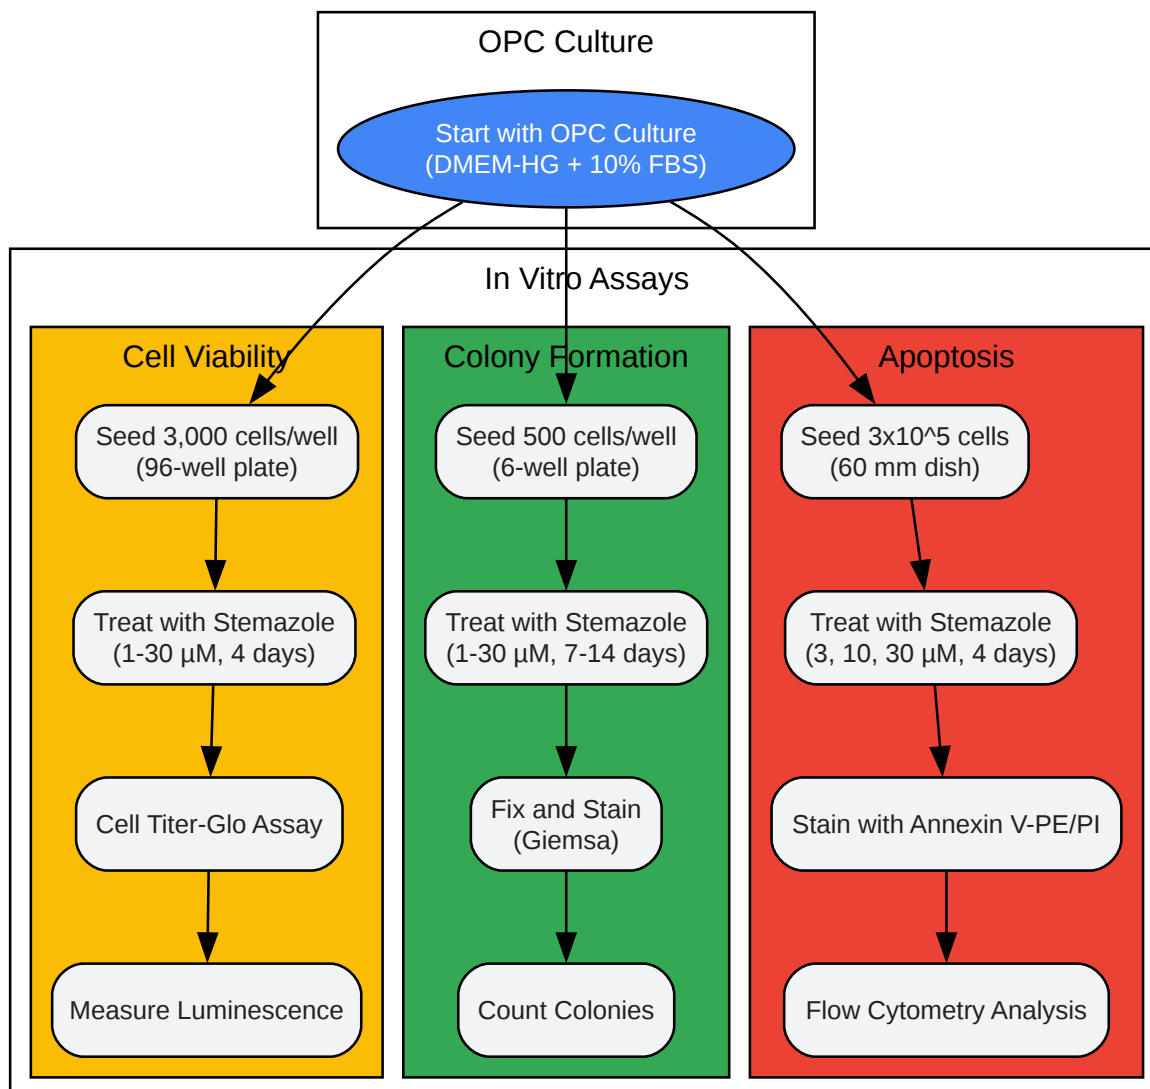 OPC Culture
Start with OPC Culture
(DMEM-HG + 10% FBS)
In Vitro Assays
Cell Viability
Seed 3,000 cells/well
(96-well plate)
Treat with Stemazole
(1-30 µM, 4 days)
Cell Titer-Glo Assay
Measure Luminescence
Colony Formation
Seed 500 cells/well
(6-well plate)
Treat with Stemazole
(1-30 µM, 7-14 days)
Fix and Stain
(Giemsa)
Count Colonies
Apoptosis
Seed 3x10^5 cells
(60 mm dish)
Treat with Stemazole
(3, 10, 30 µM, 4 days)
Stain with Annexin V-PE/PI
Flow Cytometry Analysis